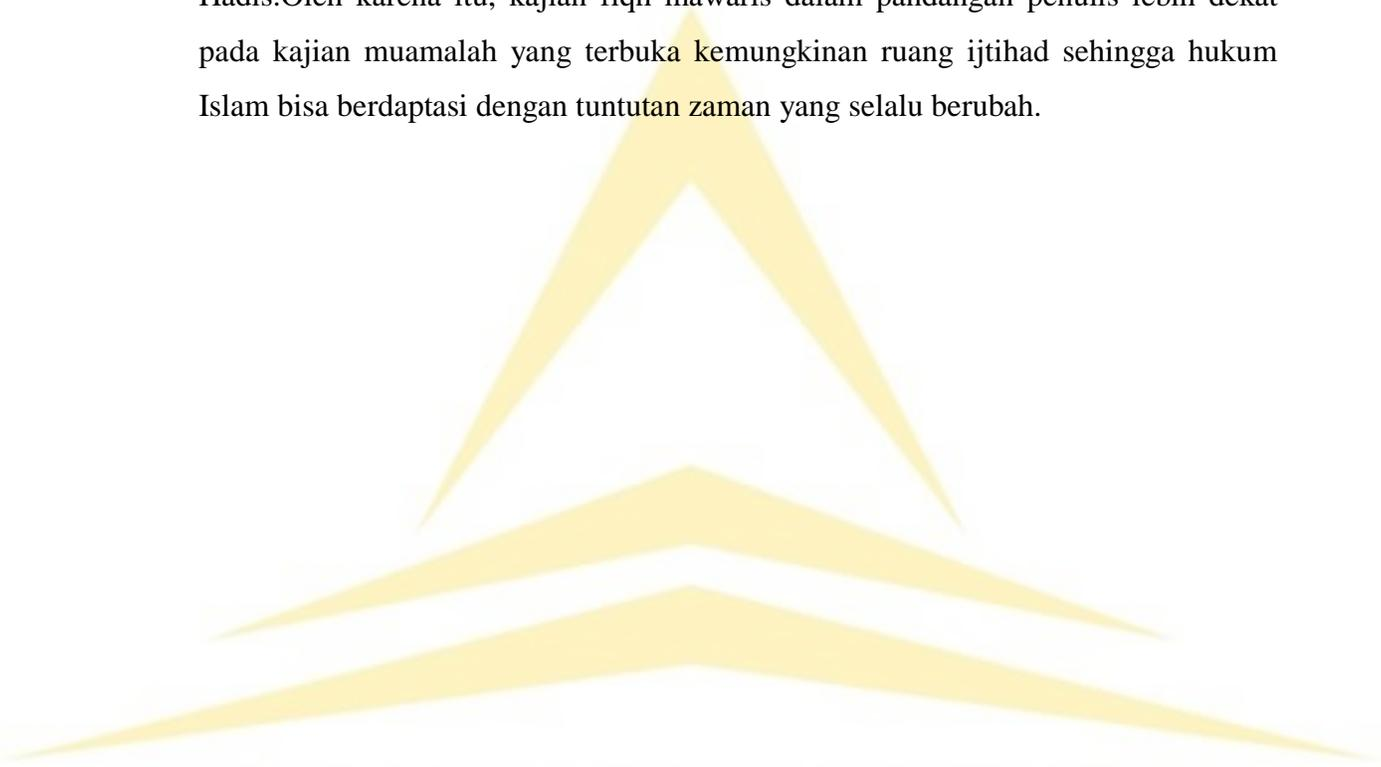 Hadis.Oleh karena itu, kajian fiqh mawaris dalam pandangan penulis lebih dekat
pada kajian muamalah yang terbuka kemungkinan ruang ijtihad sehingga hukum
Islam bisa berdaptasi dengan tuntutan zaman yang selalu berubah.